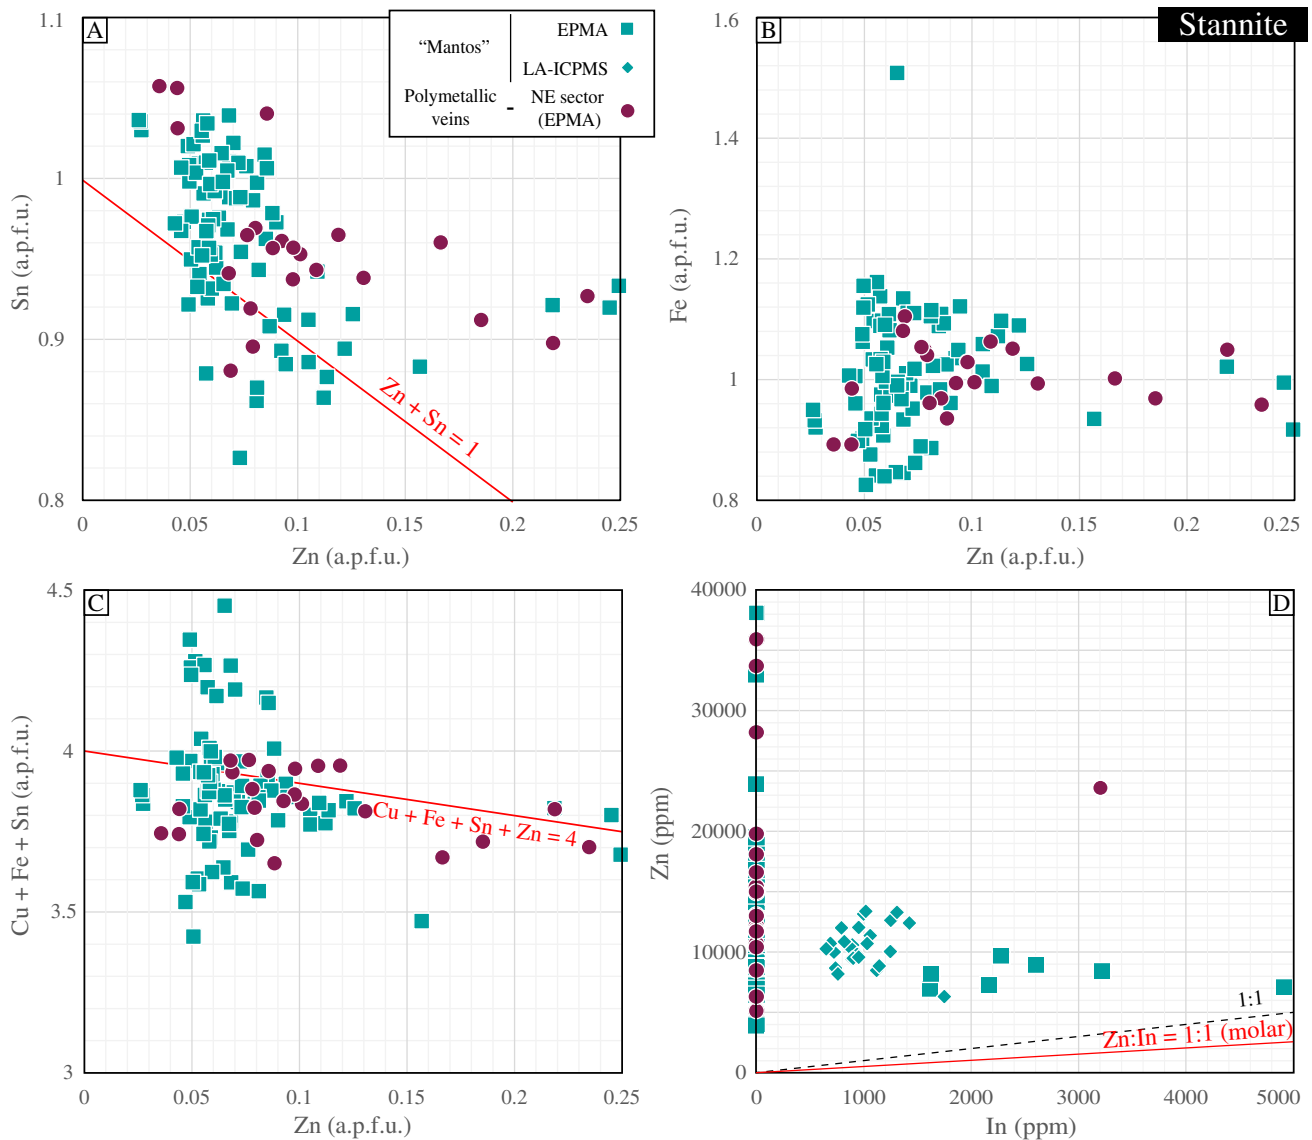 Stannite
A
1.1
1
0.9
0.8
Sn (a.p.f.u.)
0
0.05
0.1
0.15
0.2
0.25
Zn (a.p.f.u.)
Zn + Sn = 1
“Mantos”
EPMA
LA-ICPMS
Polymetallic
veins
-
NE sector
(EPMA)
B
1.6
1.4
1.2
1
0.8
Fe (a.p.f.u.)
0
0.05
0.1
0.15
0.2
0.25
Zn (a.p.f.u.)
C
4.5
4
3.5
3
Cu + Fe + Sn (a.p.f.u.)
0
0.05
0.1
0.15
0.2
0.25
Zn (a.p.f.u.)
Cu + Fe + Sn + Zn = 4
D
40000
30000
20000
10000
0
Zn (ppm)
0
1000
2000
3000
4000
5000
In (ppm)
1:1
Zn:In = 1:1 (molar)